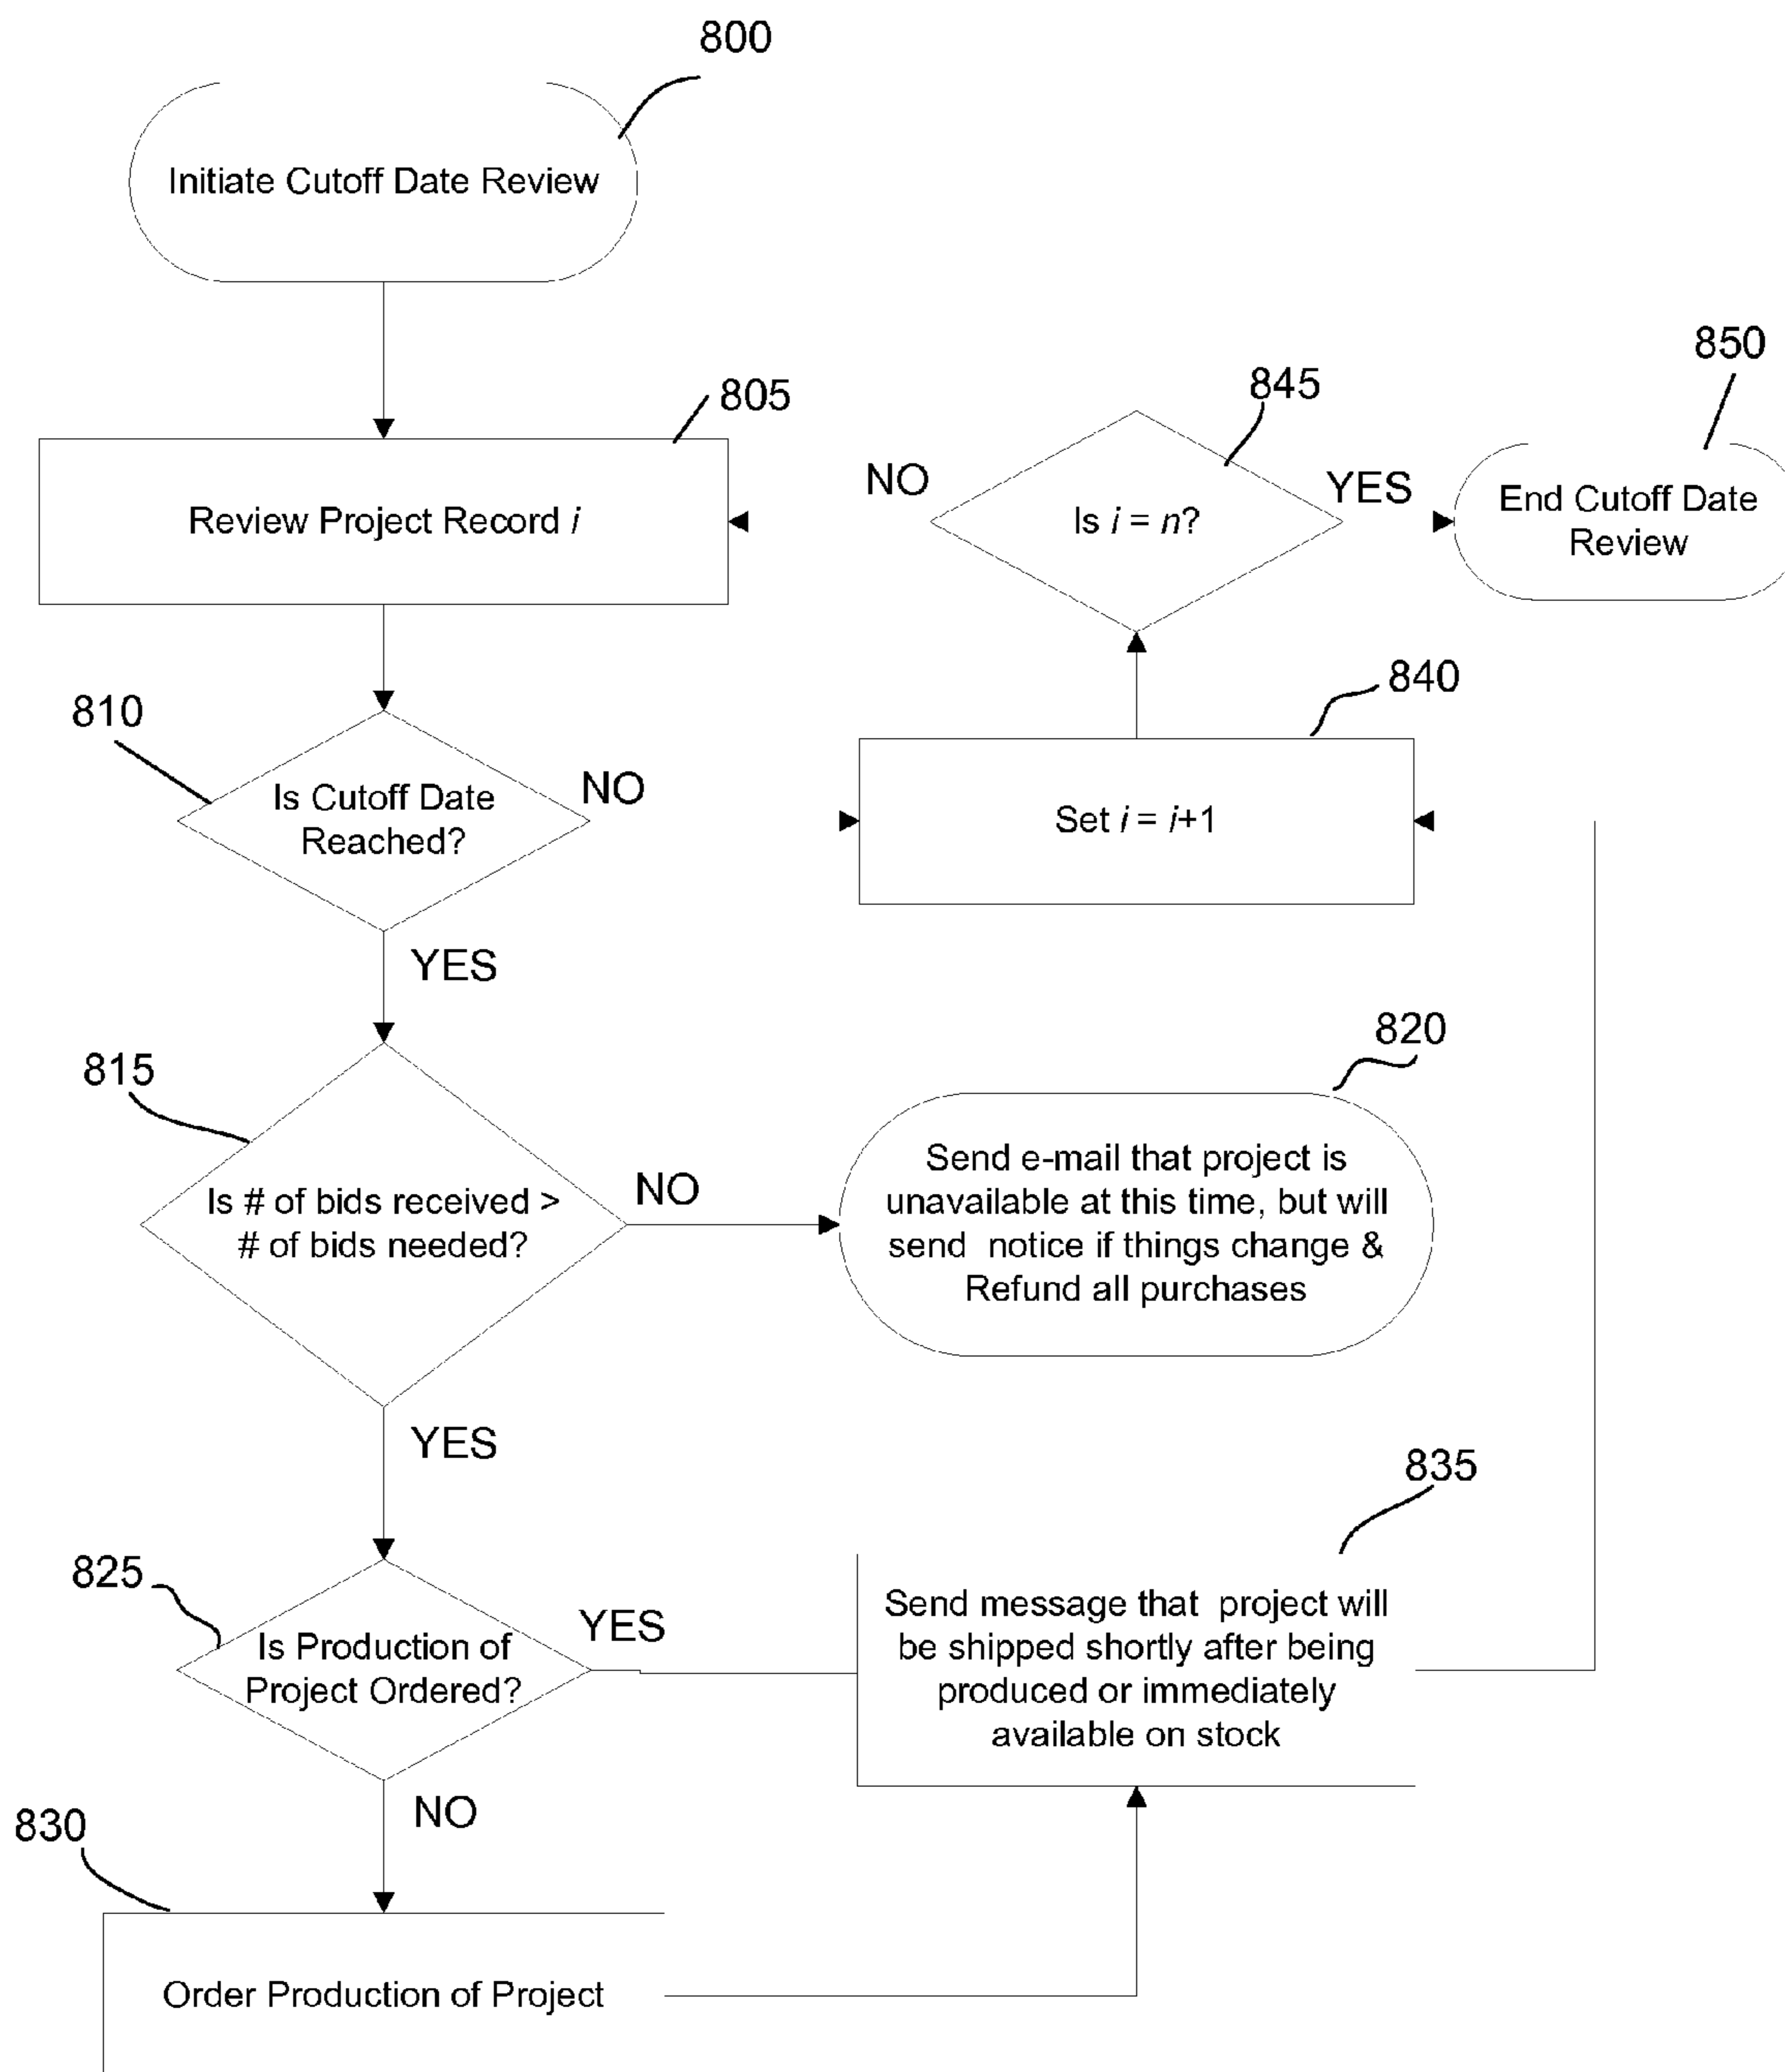 800
Initiate Cutoff Date Review
805
Review Project Record i
810
Is Cutoff Date
Reached?
NO
YES
815
Is # of bids received >
# of bids needed?
NO
YES
820
Send e-mail that project is
unavailable at this time, but will
send notice if things change &
Refund all purchases
825
Is Production of
Project Ordered?
YES
NO
830
Order Production of Project
835
Send message that project will
be shipped shortly after being
produced or immediately
available on stock
840
Set i = i+1
845
Is i = n?
NO
YES
850
End Cutoff Date
Review